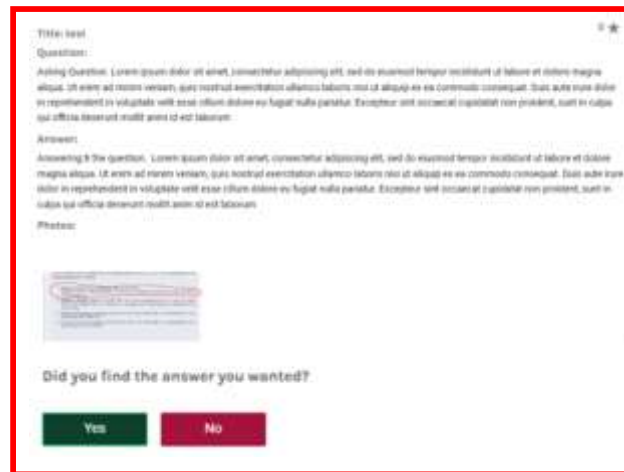 Title: test
0 ★
Question:
Asking Question. Lorem ipsum dolor sit amet, consectetur adipiscing elit, sed do eiusmod tempor incididunt ut labore et dolore magna
aliqua. Ut enim ad minim veniam, quis nostrud exercitation ullamco laboris nisi ut aliquip ex ea commodo consequat. Duis aute irure dolor
in reprehenderit in voluptate velit esse cillum dolore eu fugiat nulla pariatur. Excepteur sint occaecat cupidatat non proident, sunt in culpa
qui officia deserunt mollit anim id est laborum.
Answer:
Answering the question. Lorem ipsum dolor sit amet, consectetur adipiscing elit, sed do eiusmod tempor incididunt ut labore et dolore
magna aliqua. Ut enim ad minim veniam, quis nostrud exercitation ullamco laboris nisi ut aliquip ex ea commodo consequat. Duis aute irure
dolor in reprehenderit in voluptate velit esse cillum dolore eu fugiat nulla pariatur. Excepteur sint occaecat cupidatat non proident, sunt in
culpa qui officia deserunt mollit anim id est laborum.
Photos:
Did you find the answer you wanted?
Yes
No